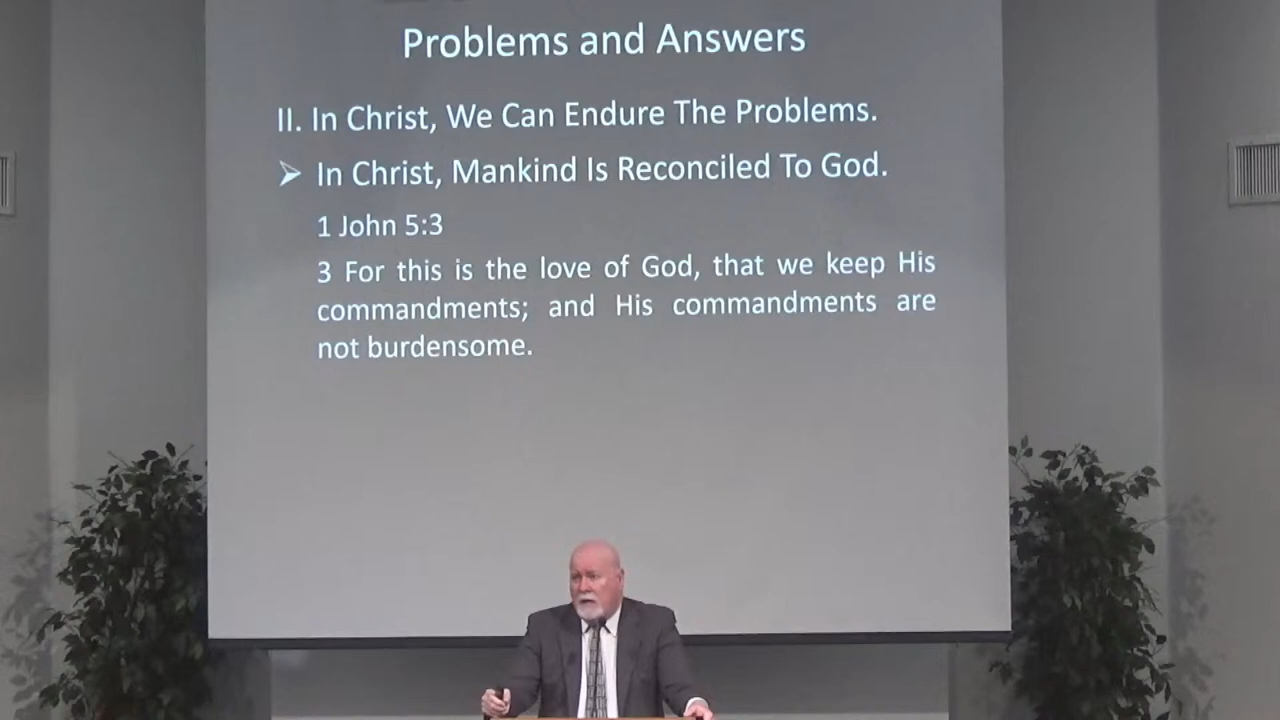 Problems and Answers
II. In Christ, We Can Endure The Problems.
➢ In Christ, Mankind Is Reconciled To God.
1 John 5:3
3 For this is the love of God, that we keep His
commandments; and His commandments are
not burdensome.